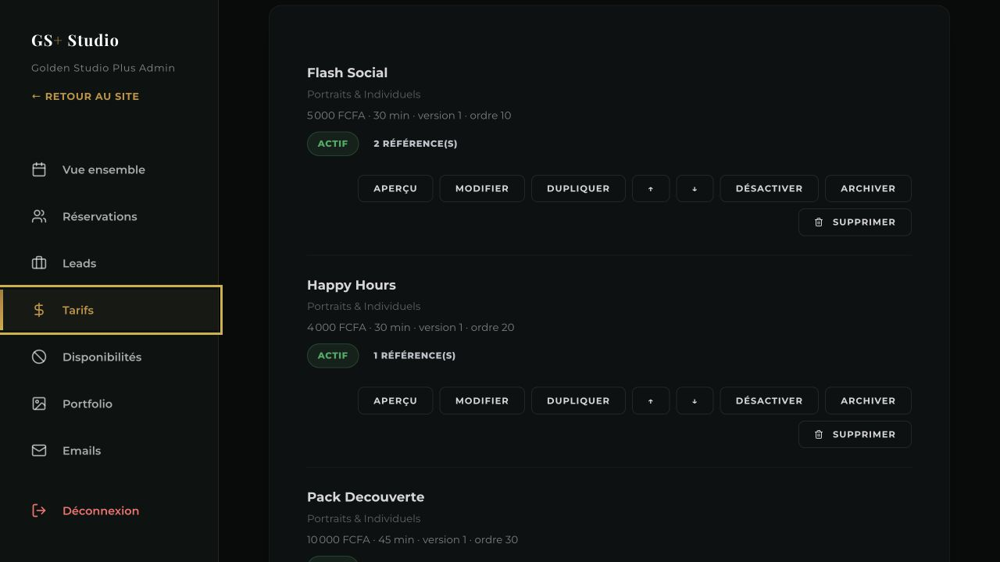 GS+ Studio
Golden Studio Plus Admin
← RETOUR AU SITE
Vue ensemble
Réservations
Leads
Tarifs
Disponibilités
Portfolio
Emails
Déconnexion
Flash Social
Portraits & Individuels
5 000 FCFA · 30 min · version 1 · ordre 10
ACTIF 2 RÉFÉRENCE(S)
APERÇU MODIFIER DUPLIQUER ↑ ↓ DÉSACTIVER ARCHIVER
SUPPRIMER
Happy Hours
Portraits & Individuels
4 000 FCFA · 30 min · version 1 · ordre 20
ACTIF 1 RÉFÉRENCE(S)
APERÇU MODIFIER DUPLIQUER ↑ ↓ DÉSACTIVER ARCHIVER
SUPPRIMER
Pack Decouverte
Portraits & Individuels
10 000 FCFA · 45 min · version 1 · ordre 30